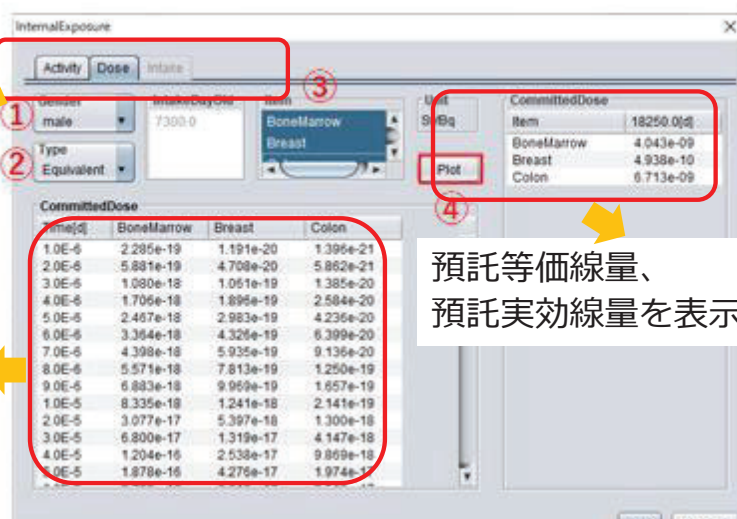 InternalExposure ×
Activity Dose Intake
③
Gender IntakeDayOld Item Unit CommittedDose
① male 7300.0 BoneMarrow Sv/Bq Item 18250.0[d]
Breast BoneMarrow 4.043e-09
Type Breast 4.938e-10
② Equivalent Plot Colon 6.713e-09
④
CommittedDose
Time[d] BoneMarrow Breast Colon
1.0E-6 2.285e-19 1.191e-20 1.396e-21
2.0E-6 5.881e-19 4.708e-20 5.862e-21
3.0E-6 1.080e-18 1.051e-19 1.385e-20
4.0E-6 1.706e-18 1.896e-19 2.584e-20
5.0E-6 2.467e-18 2.983e-19 4.236e-20
6.0E-6 3.364e-18 4.326e-19 6.399e-20
7.0E-6 4.398e-18 5.935e-19 9.136e-20
8.0E-6 5.571e-18 7.813e-19 1.250e-19
9.0E-6 6.883e-18 9.969e-19 1.657e-19
1.0E-5 8.335e-18 1.241e-18 2.141e-19
2.0E-5 3.077e-17 5.397e-18 1.300e-18
3.0E-5 6.800e-17 1.319e-17 4.147e-18
4.0E-5 1.204e-16 2.538e-17 9.869e-18
5.0E-5 1.878e-16 4.276e-17 1.974e-17
預託等価線量、
預託実効線量を表示